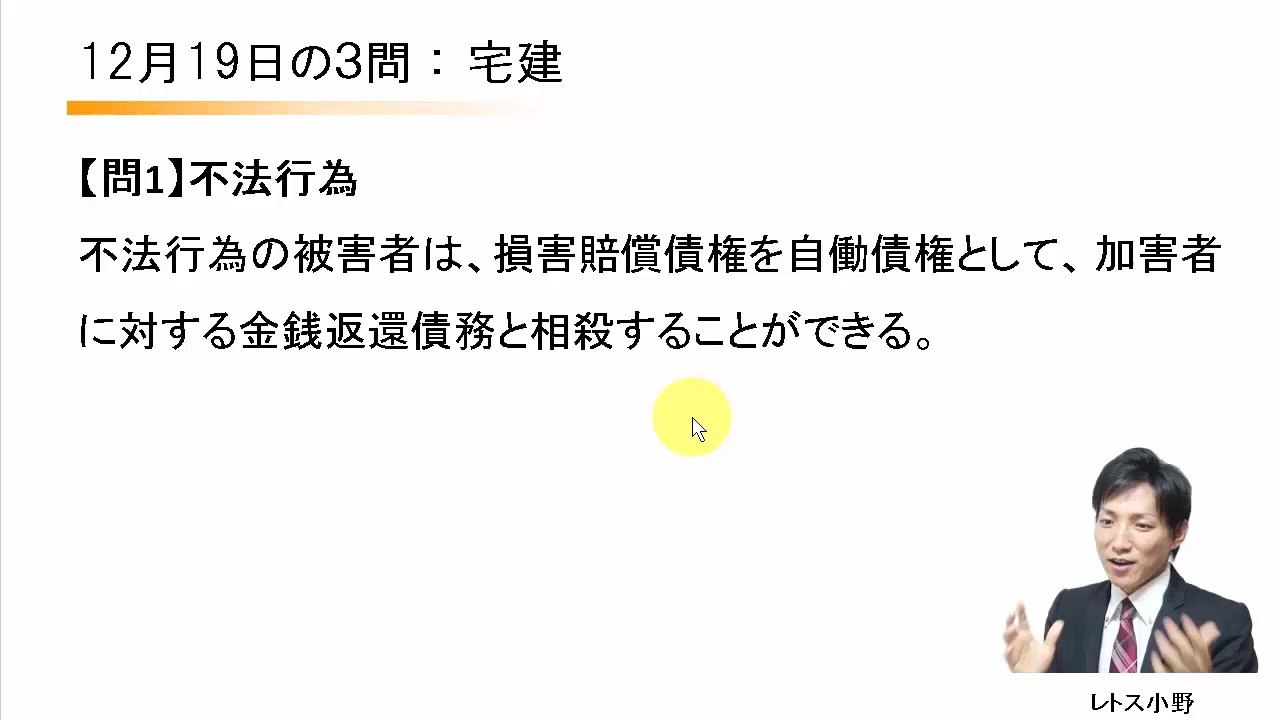 12月19日の3問：宅建
【問1】不法行為
不法行為の被害者は、損害賠償債権を自働債権として、加害者
に対する金銭返還債務と相殺することができる。
レトス小野